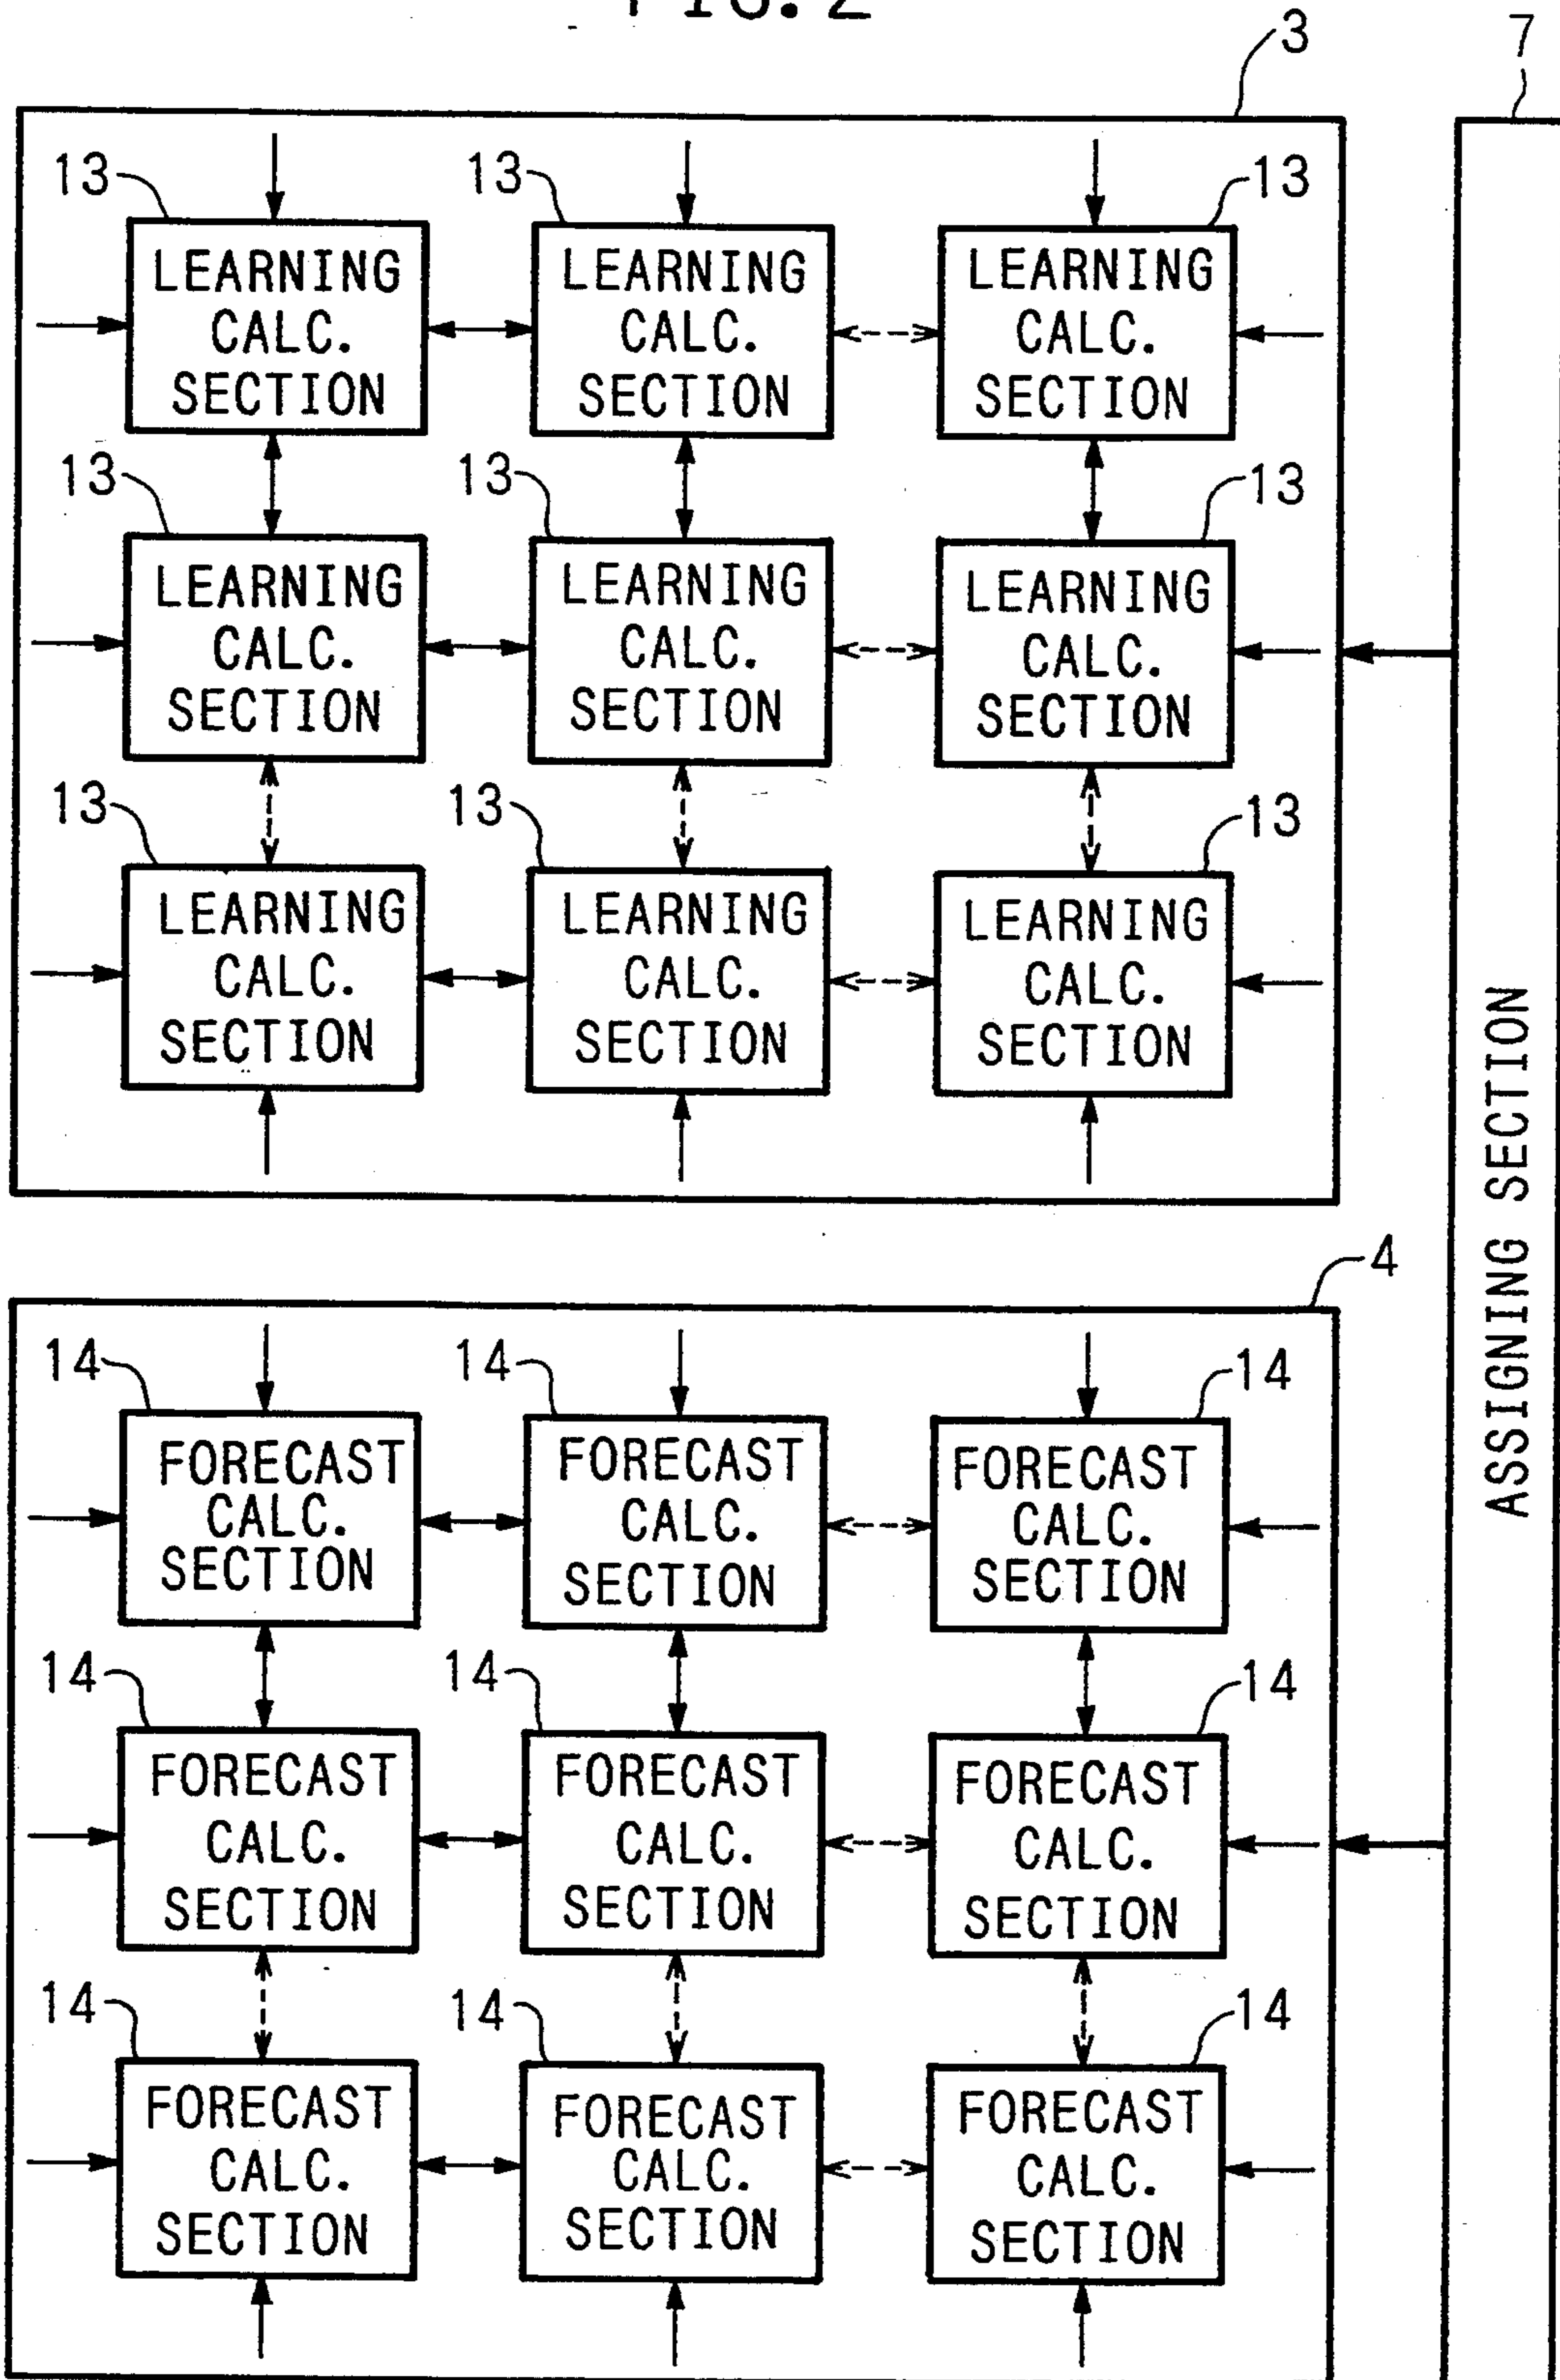 FIG. 2
3
7
13
13
13
LEARNING
CALC.
SECTION
LEARNING
CALC.
SECTION
LEARNING
CALC.
SECTION
13
13
13
LEARNING
CALC.
SECTION
LEARNING
CALC.
SECTION
LEARNING
CALC.
SECTION
13
13
13
LEARNING
CALC.
SECTION
LEARNING
CALC.
SECTION
LEARNING
CALC.
SECTION
ASSIGNING SECTION
4
14
14
14
FORECAST
CALC.
SECTION
FORECAST
CALC.
SECTION
FORECAST
CALC.
SECTION
14
14
14
FORECAST
CALC.
SECTION
FORECAST
CALC.
SECTION
FORECAST
CALC.
SECTION
14
14
14
FORECAST
CALC.
SECTION
FORECAST
CALC.
SECTION
FORECAST
CALC.
SECTION